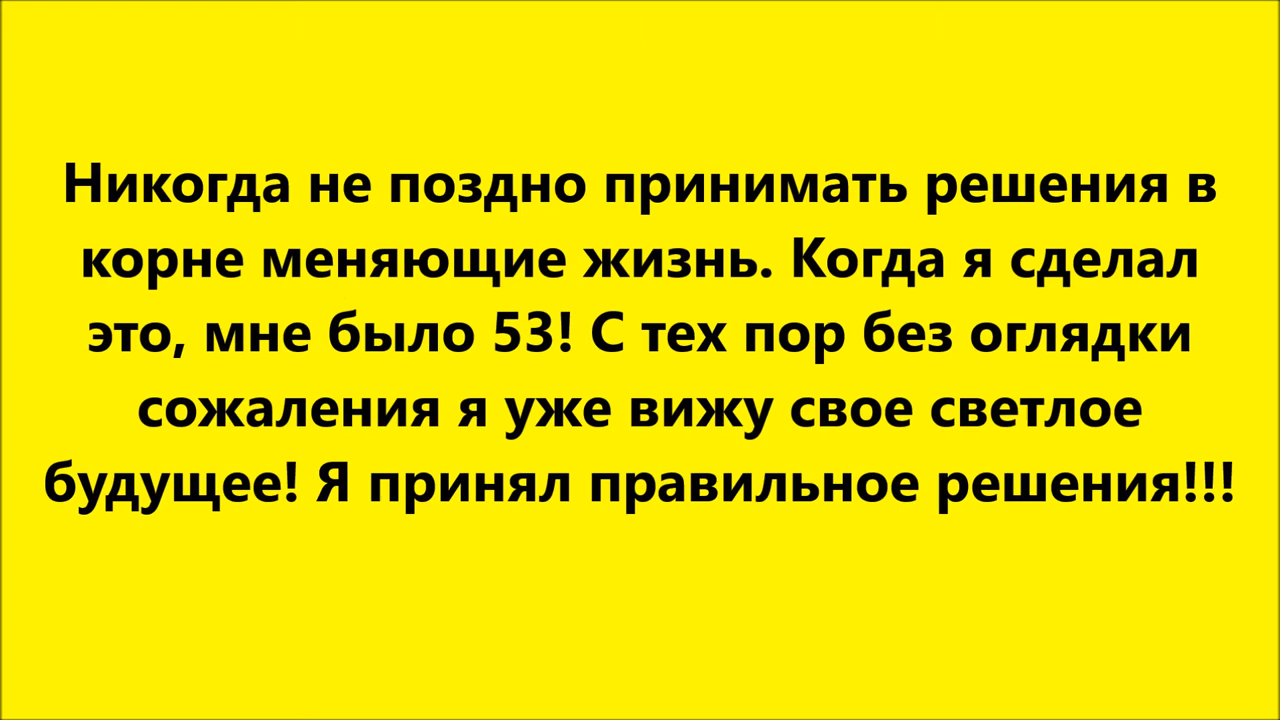 Никогда не поздно принимать решения в
корне меняющие жизнь. Когда я сделал
это, мне было 53! С тех пор без оглядки
сожаления я уже вижу свое светлое
будущее! Я принял правильное решения!!!